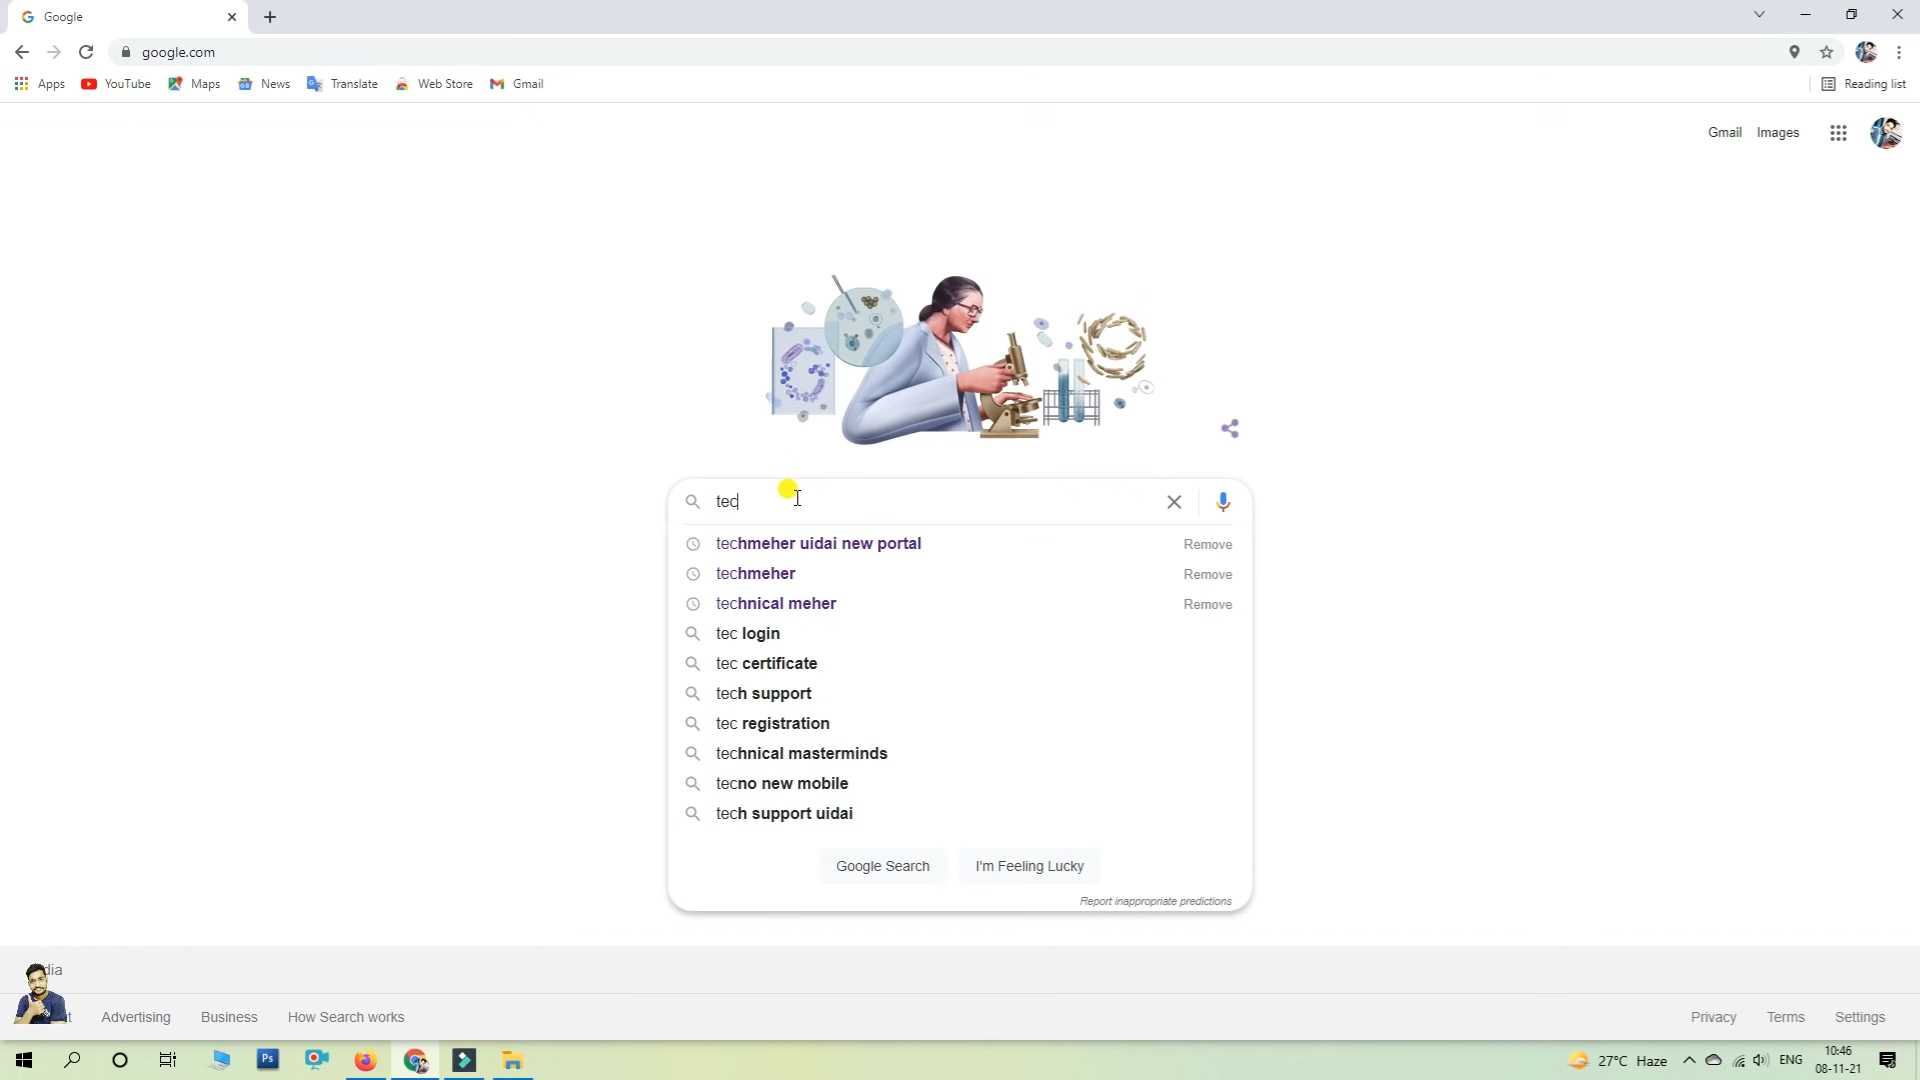 Google
google.com
Apps YouTube Maps News Translate Web Store Gmail Reading list
Gmail Images
tec
techmeher uidai new portal Remove
techmeher Remove
technical meher Remove
tec login
tec certificate
tech support
tec registration
technical masterminds
tecno new mobile
tech support uidai
Google Search I'm Feeling Lucky
Report inappropriate predictions
dia
t Advertising Business How Search works Privacy Terms Settings
Ps 27°C Haze ENG 10:46
08-11-21